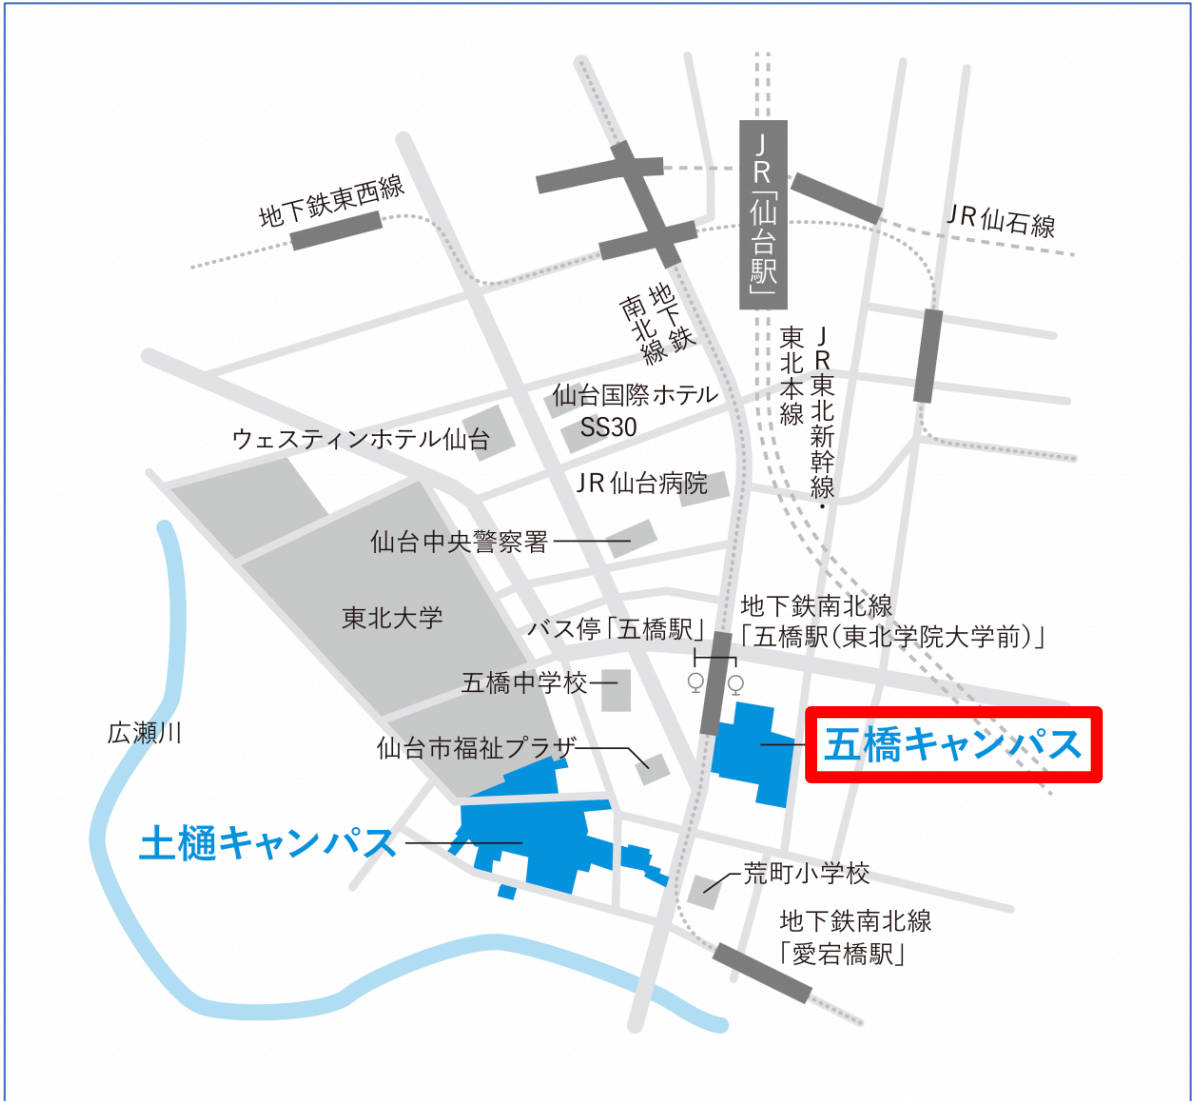 JR「仙台駅」
地下鉄東西線
JR仙石線
地下鉄
南北線
JR東北新幹線・
東北本線
仙台国際ホテル
SS30
ウェスティンホテル仙台
JR仙台病院
仙台中央警察署
東北大学
地下鉄南北線
「五橋駅(東北学院大学前)」
バス停「五橋駅」
五橋中学校
広瀬川
仙台市福祉プラザ
五橋キャンパス
土樋キャンパス
荒町小学校
地下鉄南北線
「愛宕橋駅」